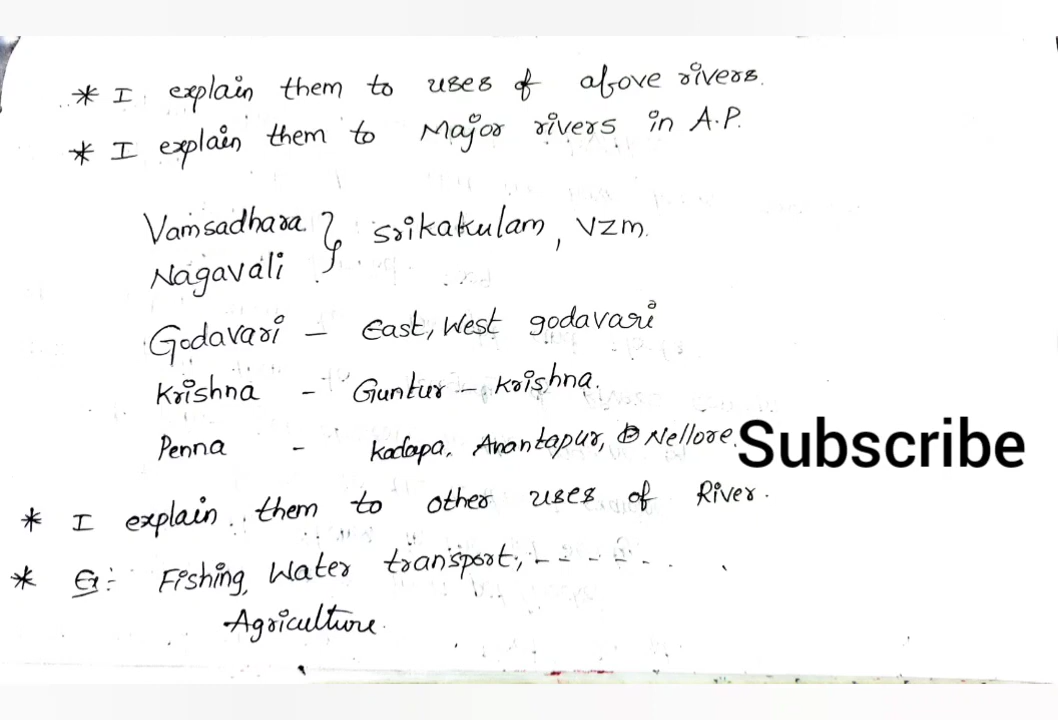 * I explain them to uses of above rivers.
* I explain them to Major rivers in A.P.
Vamsadhara
Nagavali } Srikakulam, VZM.
Godavari - East, West godavari
Krishna - Guntur - Krishna.
Penna - Kadapa, Anantapur, Nellore.
Subscribe
* I explain them to other uses of River.
* Ex:- Fishing, Water transport, - - - - . .
Agriculture.